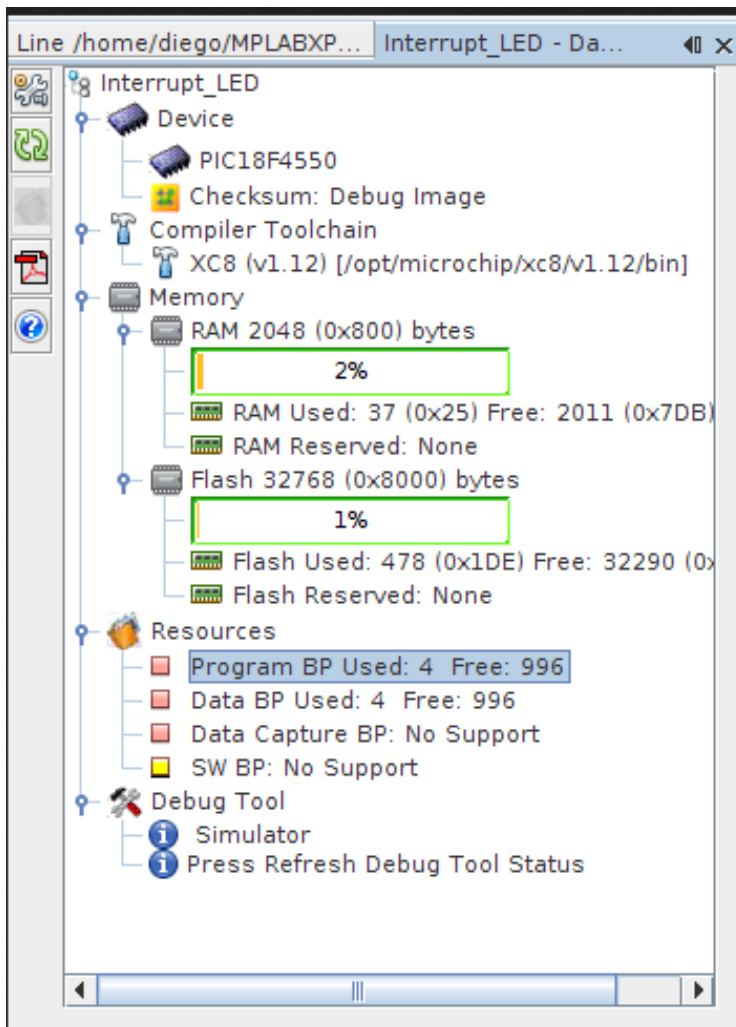 Line /home/diego/MPLABXP... Interrupt_LED - Da...
Interrupt_LED
Device
PIC18F4550
Checksum: Debug Image
Compiler Toolchain
XC8 (v1.12) [/opt/microchip/xc8/v1.12/bin]
Memory
RAM 2048 (0x800) bytes
2%
RAM Used: 37 (0x25) Free: 2011 (0x7DB)
RAM Reserved: None
Flash 32768 (0x8000) bytes
1%
Flash Used: 478 (0x1DE) Free: 32290 (0x
Flash Reserved: None
Resources
Program BP Used: 4 Free: 996
Data BP Used: 4 Free: 996
Data Capture BP: No Support
SW BP: No Support
Debug Tool
Simulator
Press Refresh Debug Tool Status